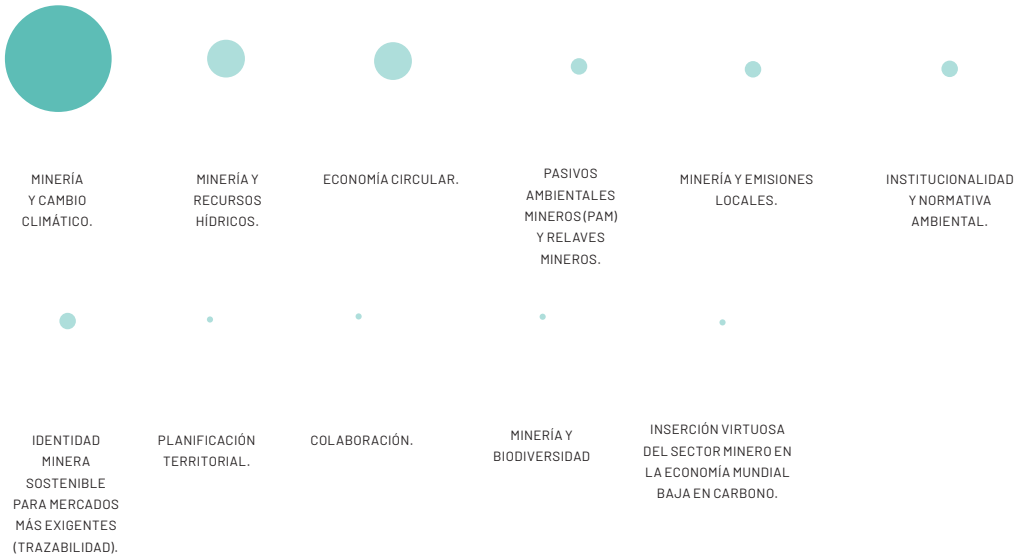 MINERÍA
Y CAMBIO
CLIMÁTICO.
MINERÍA Y
RECURSOS
HÍDRICOS.
ECONOMÍA CIRCULAR.
PASIVOS
AMBIENTALES
MINEROS (PAM)
Y RELAVES
MINEROS.
MINERÍA Y EMISIONES
LOCALES.
INSTITUCIONALIDAD
Y NORMATIVA
AMBIENTAL.
IDENTIDAD
MINERA
SOSTENIBLE
PARA MERCADOS
MÁS EXIGENTES
(TRAZABILIDAD).
PLANIFICACIÓN
TERRITORIAL.
COLABORACIÓN.
MINERÍA Y
BIODIVERSIDAD
INSERCIÓN VIRTUOSA
DEL SECTOR MINERO EN
LA ECONOMÍA MUNDIAL
BAJA EN CARBONO.